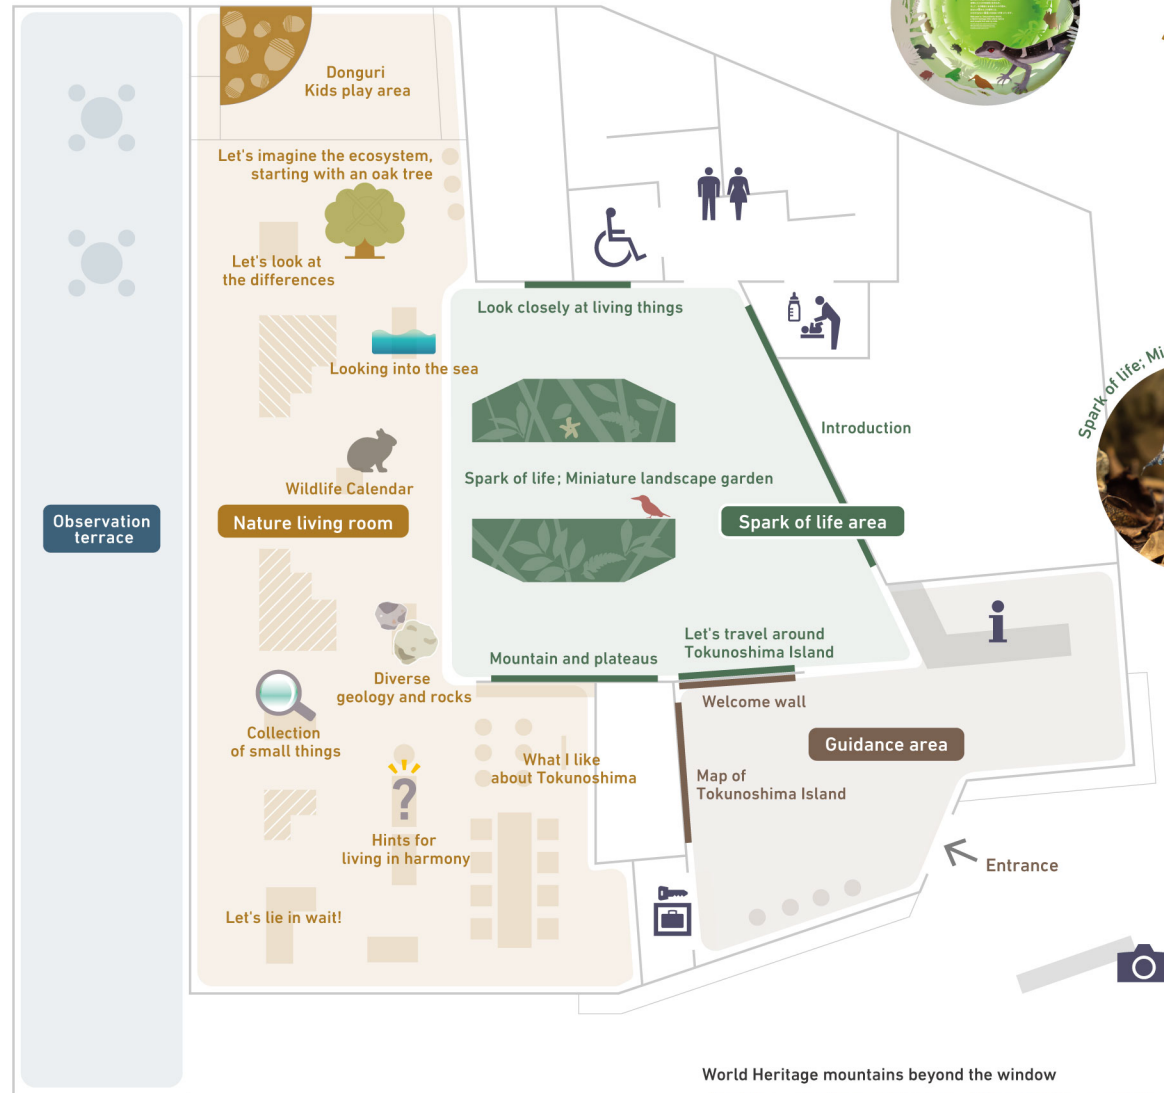 Donguri
Kids play area
Let's imagine the ecosystem,
starting with an oak tree
Let's look at
the differences
Looking into the sea
Wildlife Calendar
Nature living room
Observation
terrace
Diverse
geology and rocks
Collection
of small things
What I like
about Tokunoshima
?
Hints for
living in harmony
Let's lie in wait!
Look closely at living things
Introduction
Spark of life; Miniature landscape garden
Spark of life area
Let's travel around
Tokunoshima Island
Mountain and plateaus
Welcome wall
Guidance area
Map of
Tokunoshima Island
Entrance
Spark of life;
World Heritage mountains beyond the window